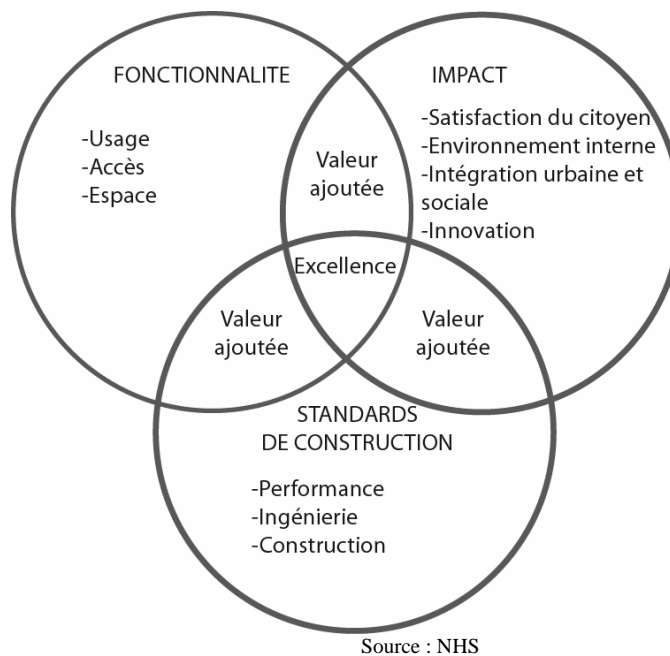 FONCTIONNALITE
-Usage
-Accès
-Espace
IMPACT
-Satisfaction du citoyen
-Environnement interne
-Intégration urbaine et
sociale
-Innovation
Valeur
ajoutée
Excellence
Valeur
ajoutée
Valeur
ajoutée
STANDARDS
DE CONSTRUCTION
-Performance
-Ingénierie
-Construction
Source : NHS